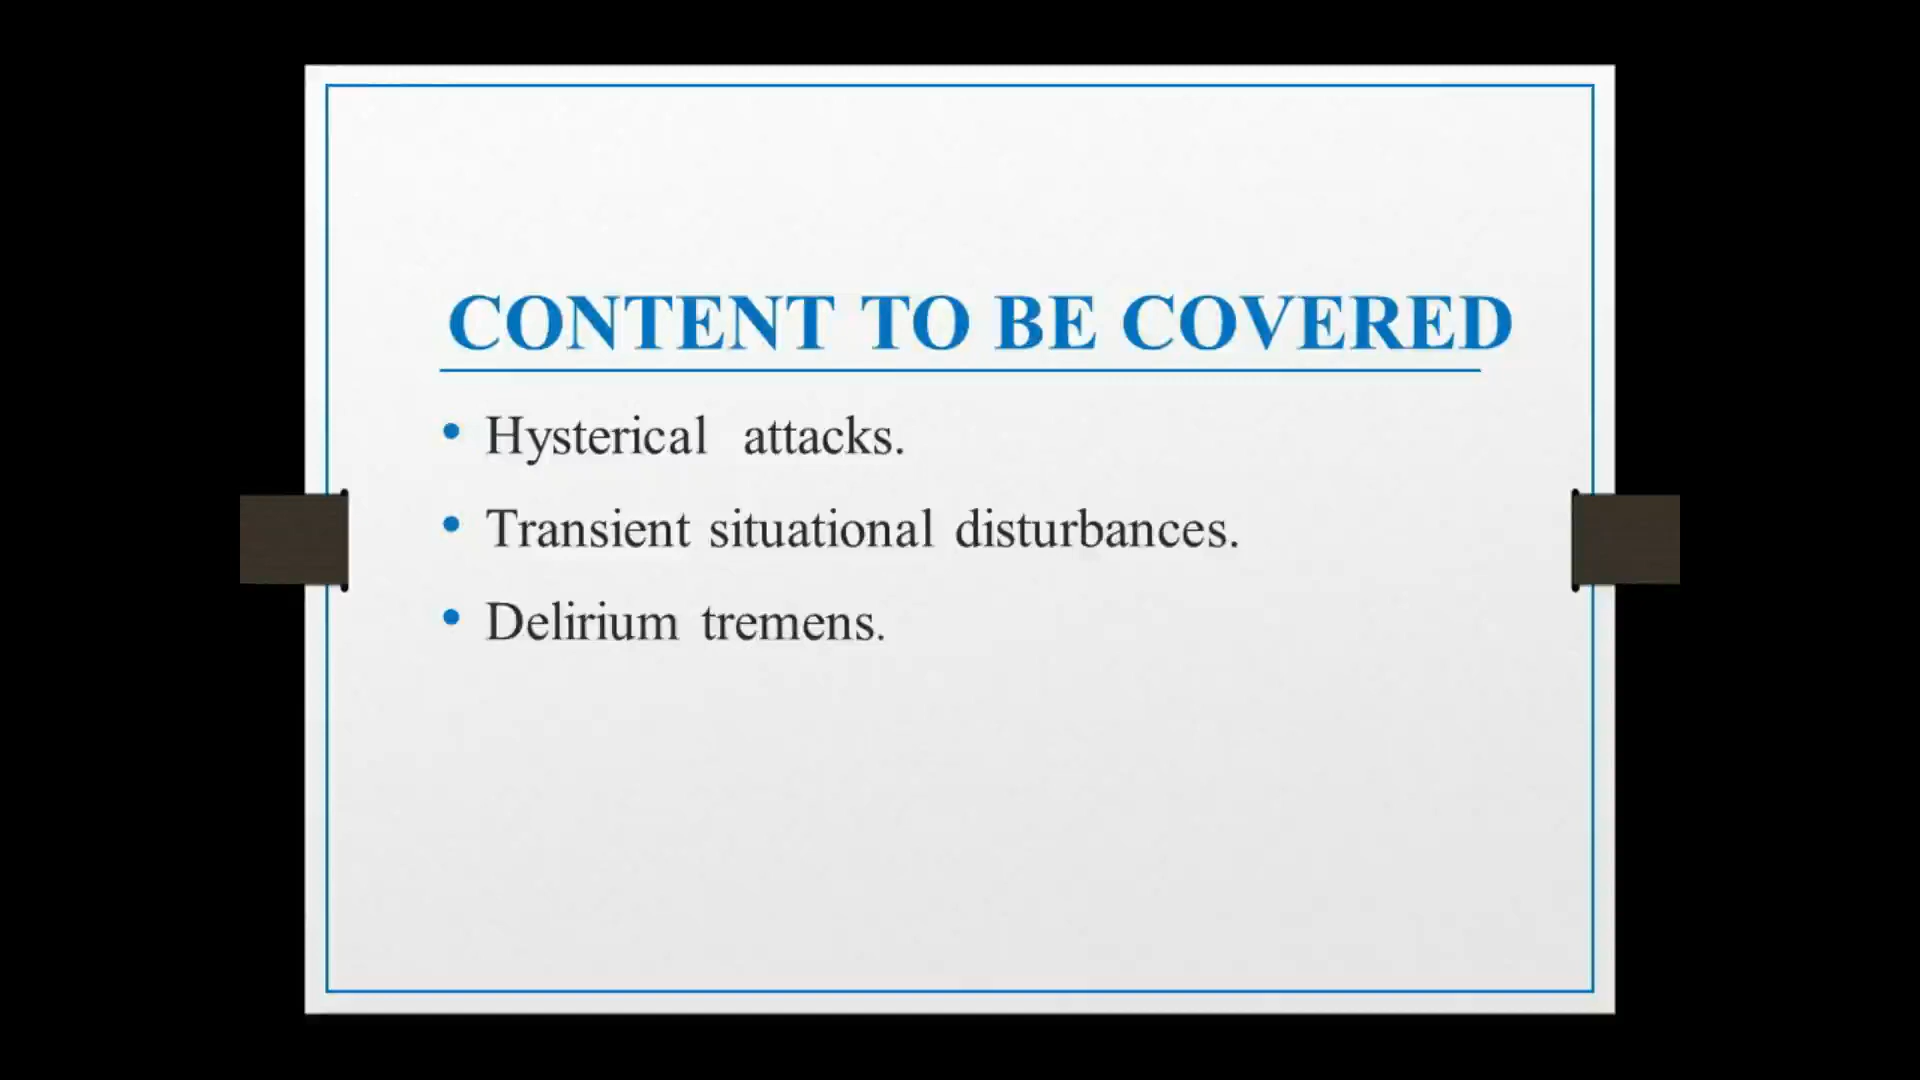 CONTENT TO BE COVERED
• Hysterical attacks.
• Transient situational disturbances.
• Delirium tremens.